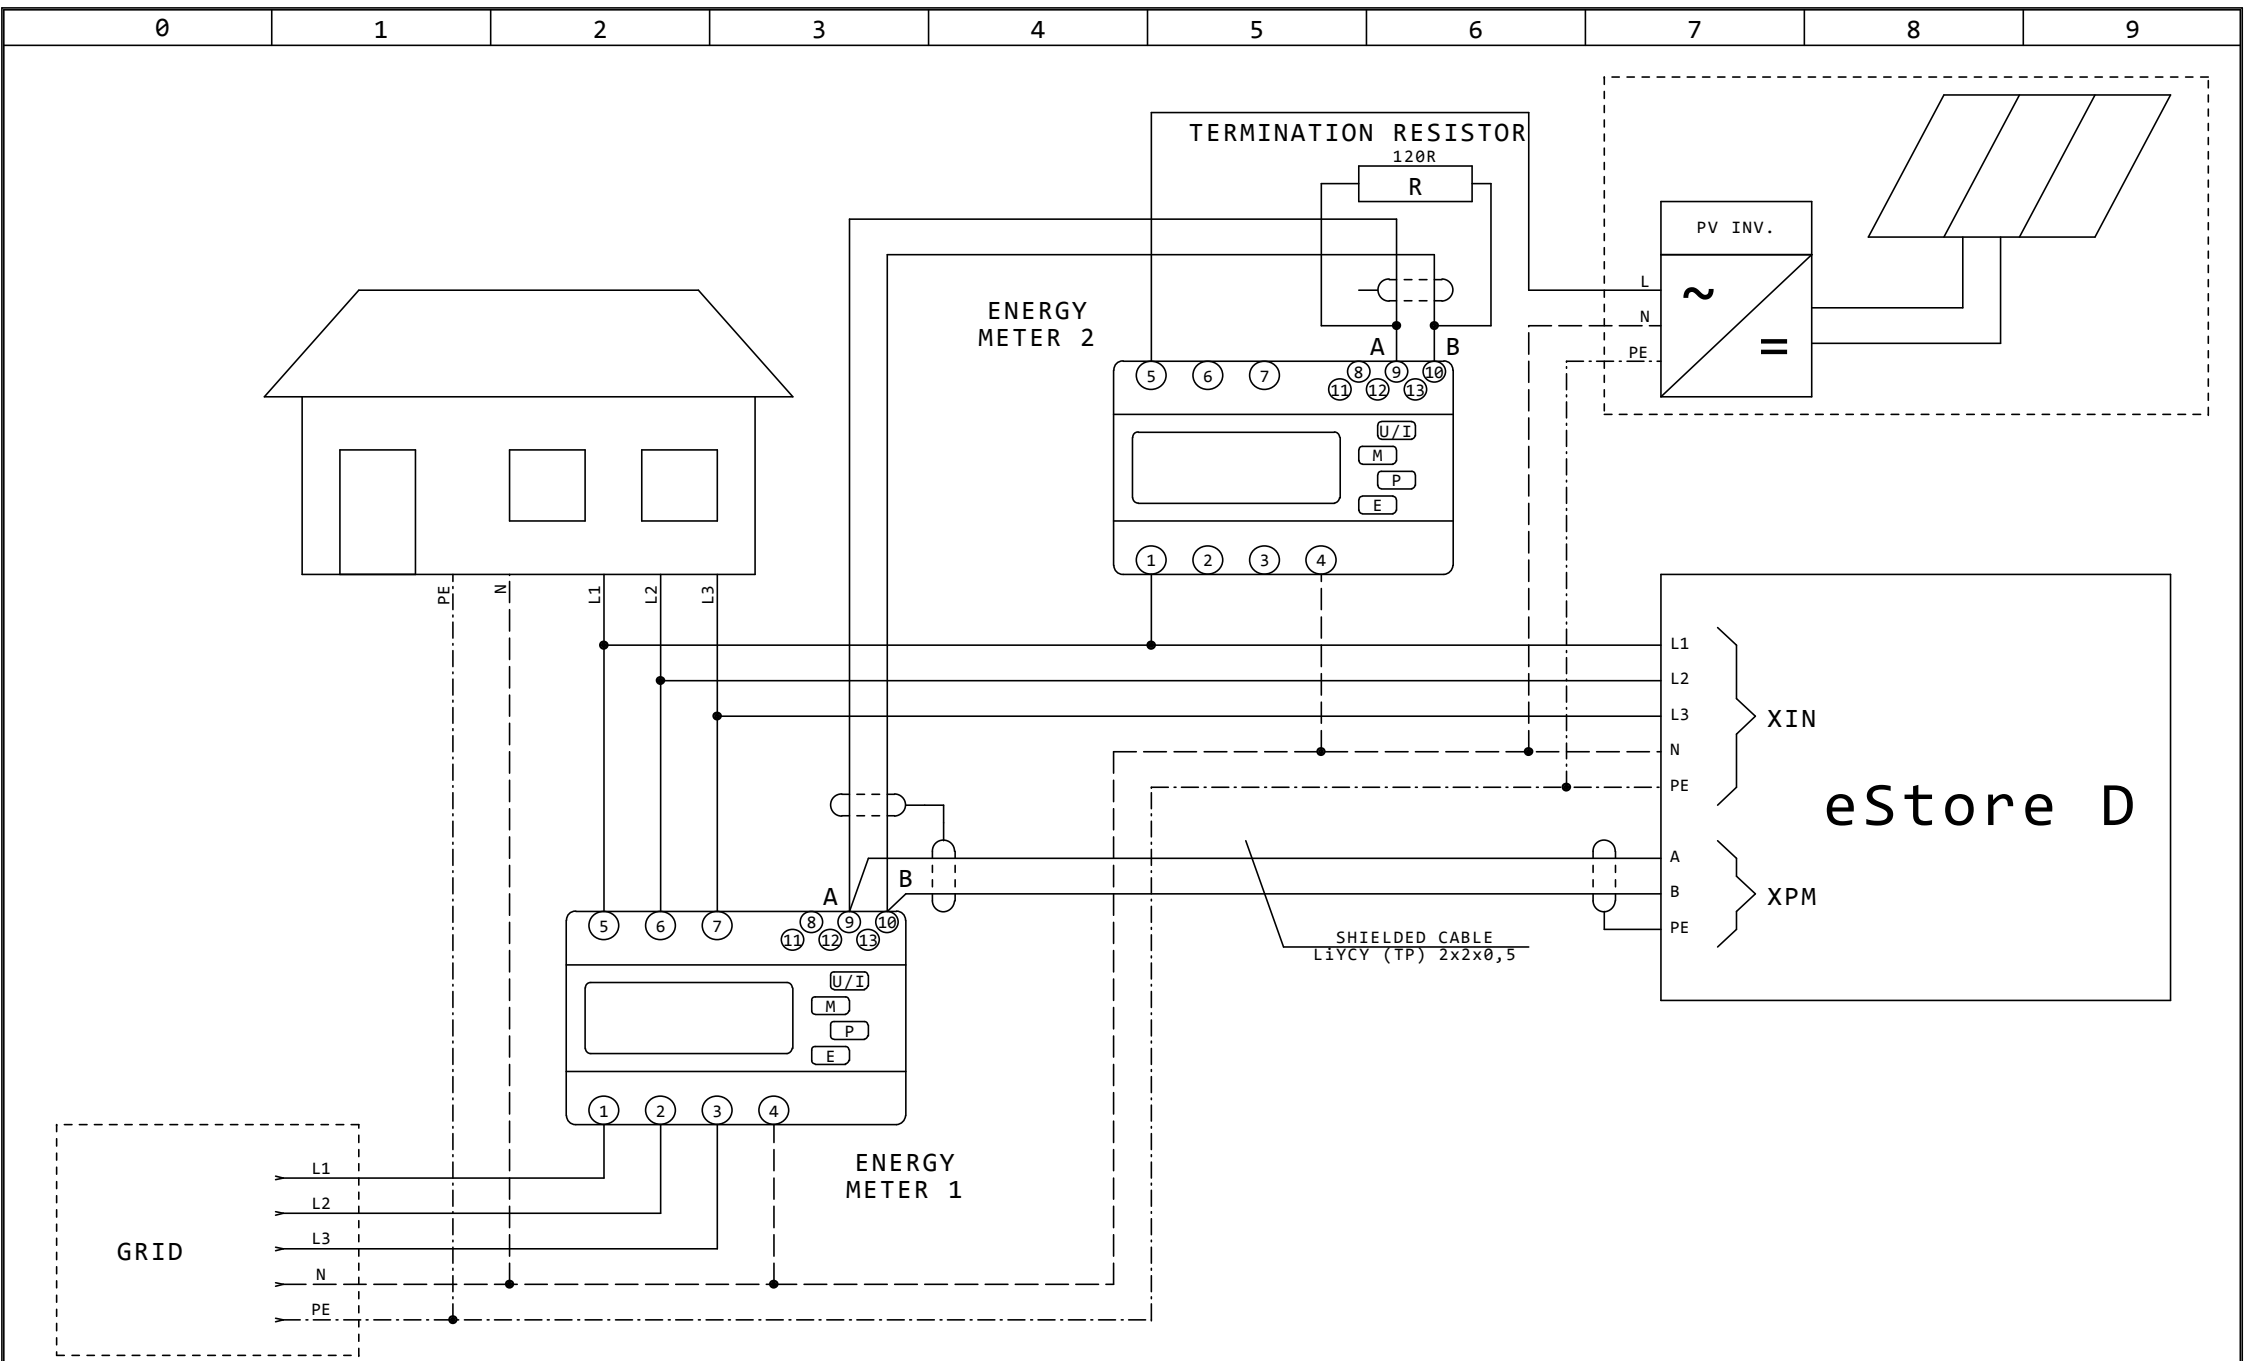 0 1 2 3 4 5 6 7 8 9
TERMINATION RESISTOR
120R
R
PV INV.
~
=
L
N
PE
ENERGY
METER 2
A B
5 6 7 8 9 10
11 12 13
U/I
M
P
E
1 2 3 4
PE N L1 L2 L3
L1
L2
L3
N
PE
XIN
eStore D
A
B
PE
XPM
SHIELDED CABLE
LiYCY (TP) 2x2x0,5
A B
5 6 7 8 9 10
11 12 13
U/I
M
P
E
1 2 3 4
ENERGY
METER 1
GRID
L1
L2
L3
N
PE